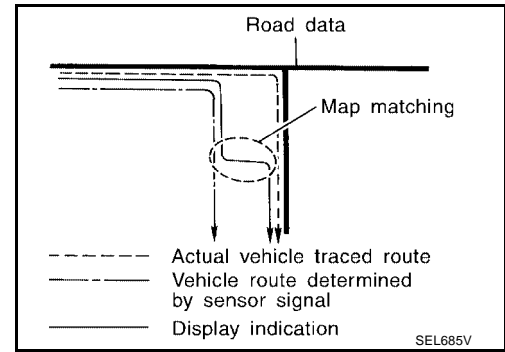 Road data
Map matching
Actual vehicle traced route
Vehicle route determined
by sensor signal
Display indication
SEL685V